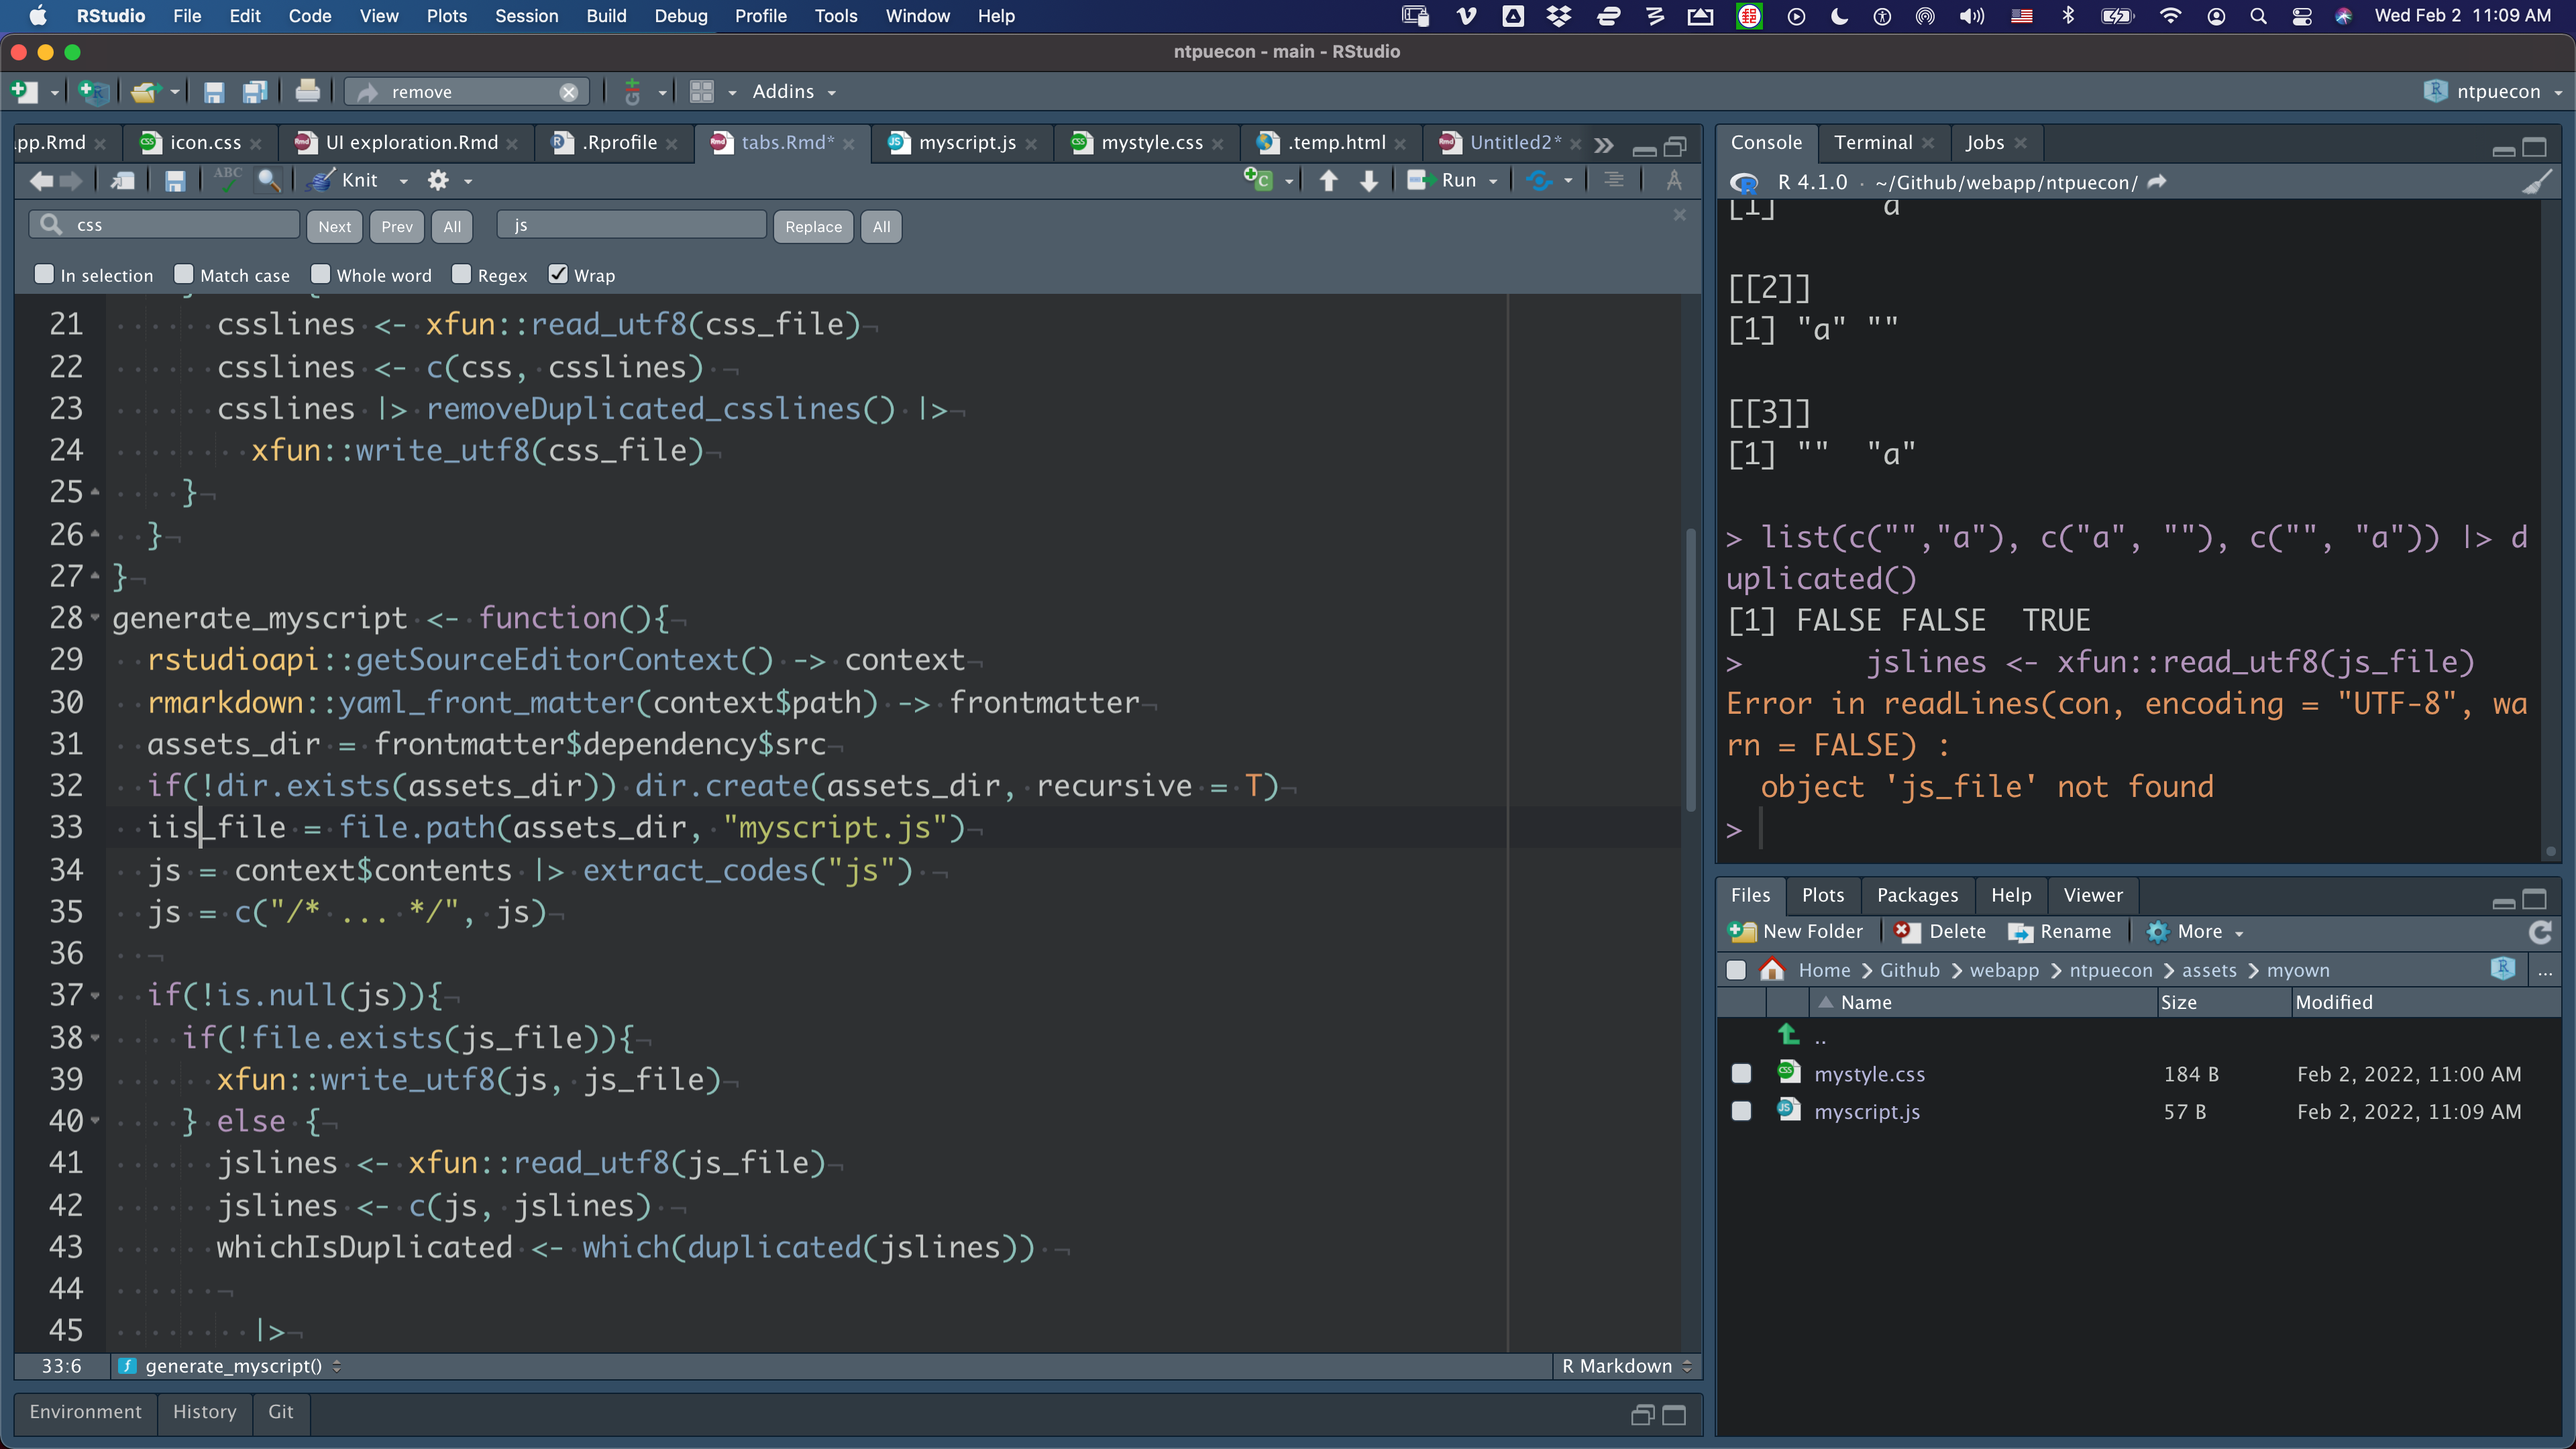 RStudio File Edit Code View Plots Session Build Debug Profile Tools Window Help Wed Feb 2 11:09 AM
ntpuecon - main - RStudio
remove Addins ntpuecon
pp.Rmd icon.css UI exploration.Rmd .Rprofile tabs.Rmd* myscript.js mystyle.css .temp.html Untitled2*
ABC Knit Run
css Next Prev All js Replace All
In selection Match case Whole word Regex Wrap
21 csslines <- xfun::read_utf8(css_file)
22 csslines <- c(css, csslines)
23 csslines |> removeDuplicated_csslines() |>
24 xfun::write_utf8(css_file)
25 }
26 }
27 }
28 generate_myscript <- function(){
29 rstudioapi::getSourceEditorContext() -> context
30 rmarkdown::yaml_front_matter(context$path) -> frontmatter
31 assets_dir = frontmatter$dependency$src
32 if(!dir.exists(assets_dir)) dir.create(assets_dir, recursive = T)
33 iis_file = file.path(assets_dir, "myscript.js")
34 js = context$contents |> extract_codes("js")
35 js = c("/* ... */", js)
36
37 if(!is.null(js)){
38 if(!file.exists(js_file)){
39 xfun::write_utf8(js, js_file)
40 } else {
41 jslines <- xfun::read_utf8(js_file)
42 jslines <- c(js, jslines)
43 whichIsDuplicated <- which(duplicated(jslines))
44
45 |>
33:6 generate_myscript() R Markdown
Environment History Git
Console Terminal Jobs
R 4.1.0 · ~/Github/webapp/ntpuecon/
[1] a
[[2]]
[1] "a" ""
[[3]]
[1] "" "a"
> list(c("","a"), c("a", ""), c("", "a")) |> d
uplicated()
[1] FALSE FALSE TRUE
> jslines <- xfun::read_utf8(js_file)
Error in readLines(con, encoding = "UTF-8", wa
rn = FALSE) :
object 'js_file' not found
>
Files Plots Packages Help Viewer
New Folder Delete Rename More
Home Github webapp ntpuecon assets myown ...
Name Size Modified
..
mystyle.css 184 B Feb 2, 2022, 11:00 AM
myscript.js 57 B Feb 2, 2022, 11:09 AM